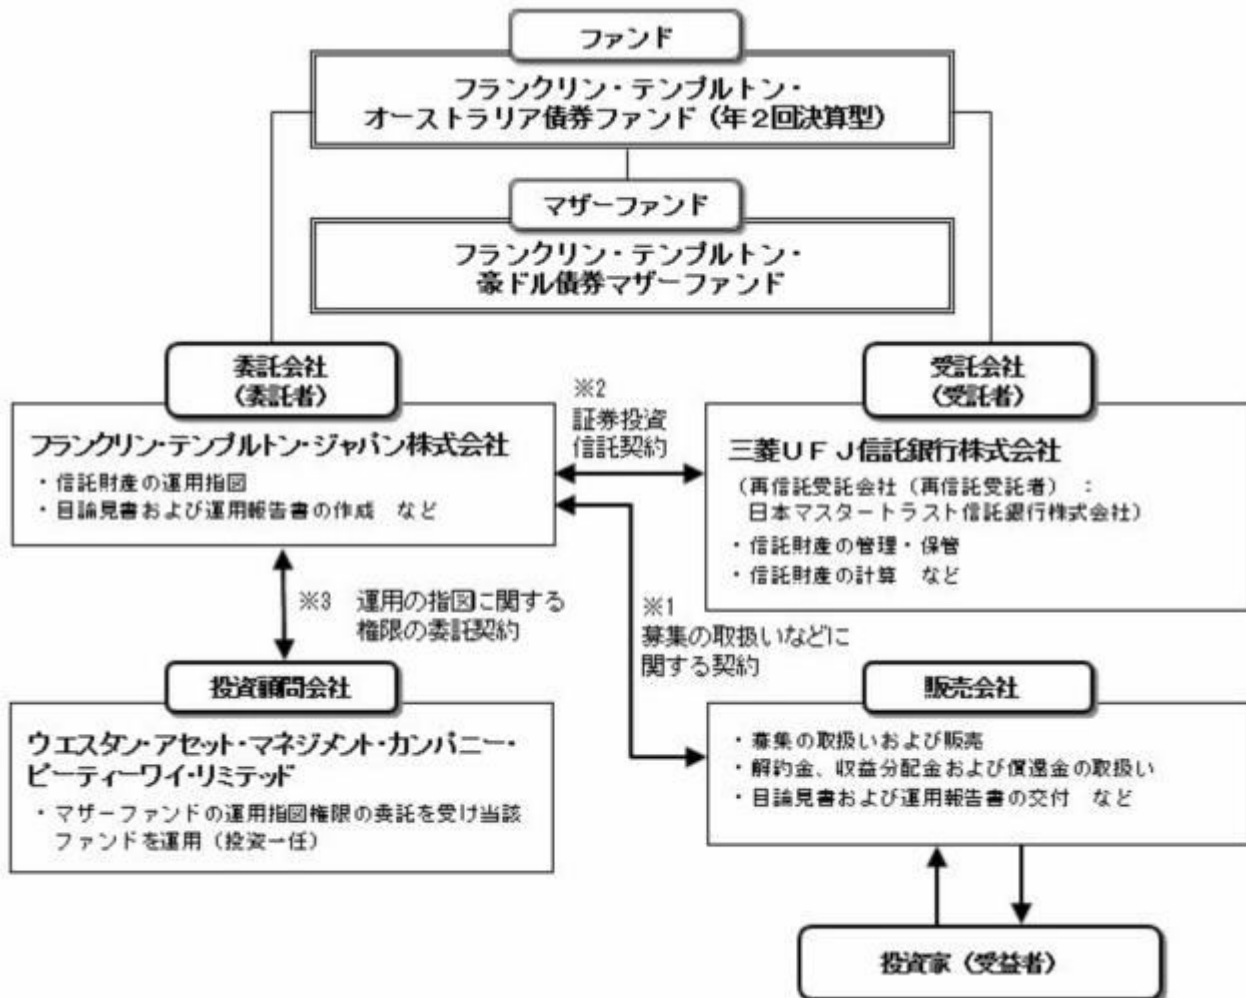 ファンド
フランクリン・テンプルトン・
オーストラリア債券ファンド（年２回決算型）
マザーファンド
フランクリン・テンプルトン・
豪ドル債券マザーファンド
委託会社
（委託者）
フランクリン・テンプルトン・ジャパン株式会社
・信託財産の運用指図
・目論見書および運用報告書の作成　など
※2
証券投資
信託契約
受託会社
（受託者）
三菱ＵＦＪ信託銀行株式会社
（再信託受託会社（再信託受託者）　：
日本マスタートラスト信託銀行株式会社）
・信託財産の管理・保管
・信託財産の計算　など
※3　運用の指図に関する
権限の委託契約
※1
募集の取扱いなどに
関する契約
投資顧問会社
ウエスタン・アセット・マネジメント・カンパニー・
ピーティーワイ・リミテッド
・マザーファンドの運用指図権限の委託を受け当該
ファンドを運用（投資一任）
販売会社
・募集の取扱いおよび販売
・解約金、収益分配金および償還金の取扱い
・目論見書および運用報告書の交付　など
投資家（受益者）